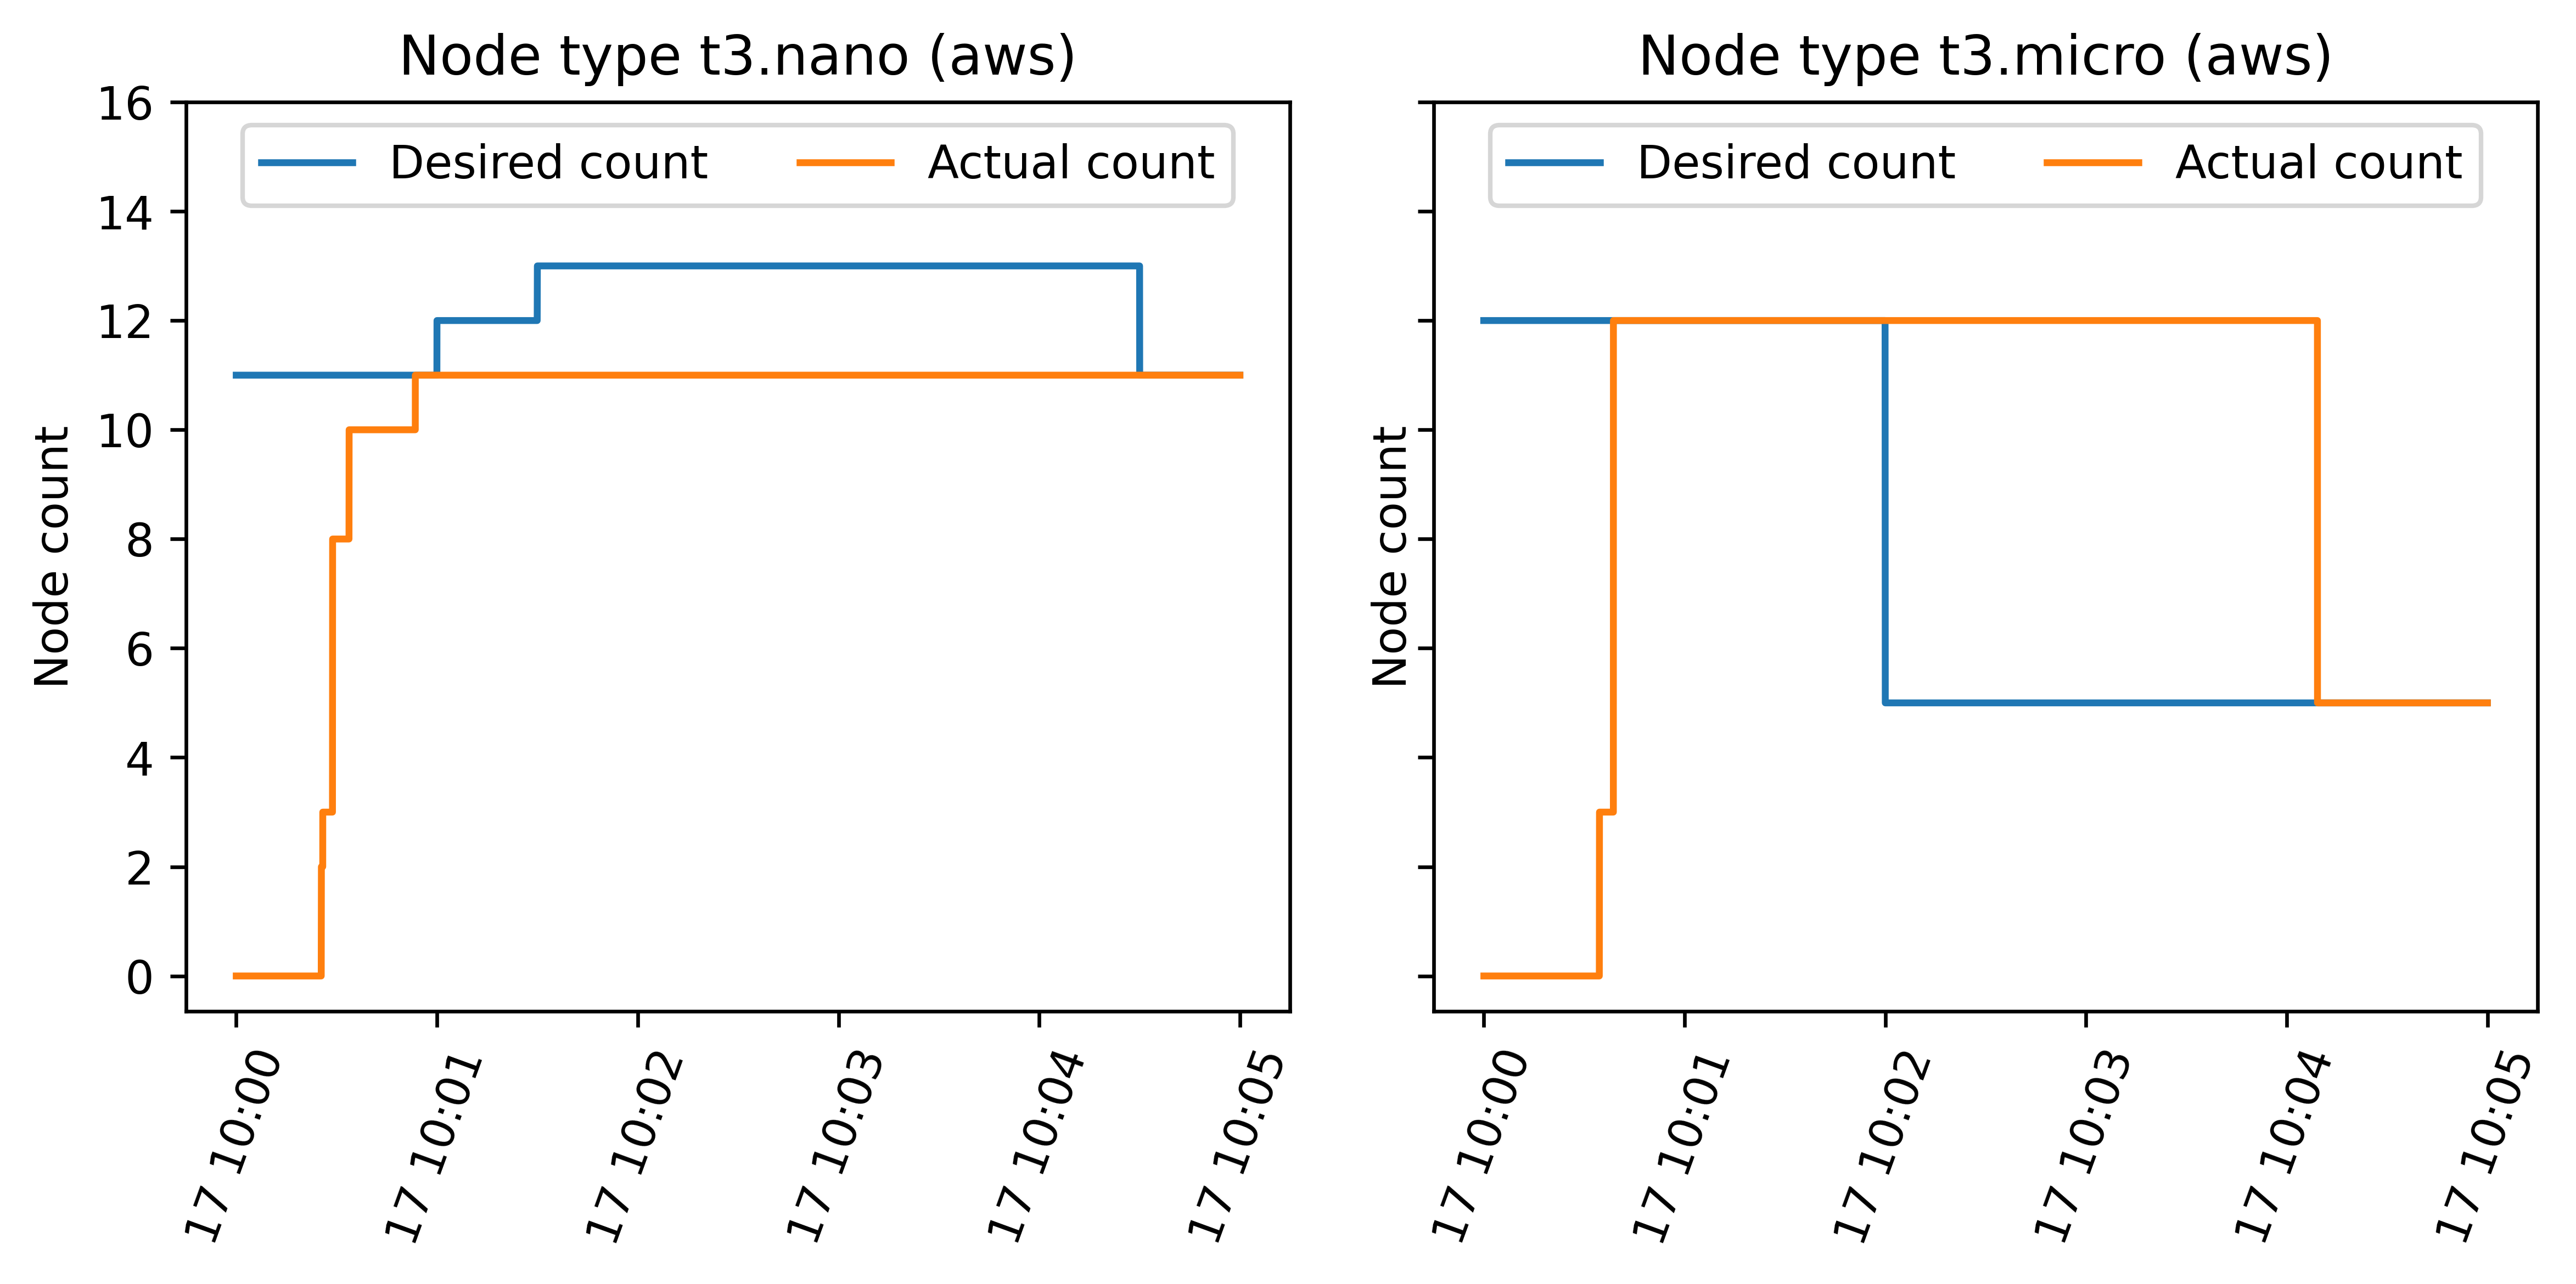 Node type t3.nano (aws)
Desired count
Actual count
Node count
16
14
12
10
8
6
4
2
0
17 10:00
17 10:01
17 10:02
17 10:03
17 10:04
17 10:05
Node type t3.micro (aws)
Desired count
Actual count
Node count
17 10:00
17 10:01
17 10:02
17 10:03
17 10:04
17 10:05